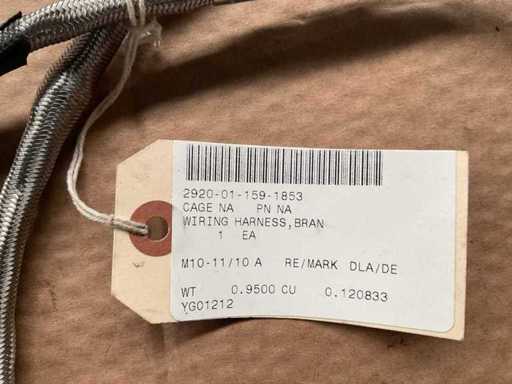 2920-01-159-1853
CAGE NA PN NA
WIRING HARNESS,BRAN
1 EA
M10-11/10 A RE/MARK DLA/DE
WT 0.9500 CU 0.120833
YG01212